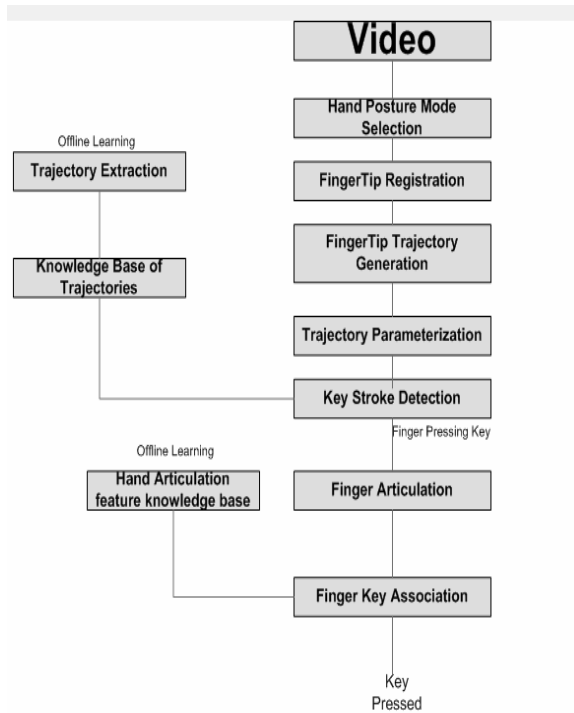 Video
Hand Posture Mode
Selection
Offline Learning
Trajectory Extraction
FingerTip Registration
FingerTip Trajectory
Generation
Knowledge Base of
Trajectories
Trajectory Parameterization
Key Stroke Detection
Finger Pressing Key
Offline Learning
Hand Articulation
feature knowledge base
Finger Articulation
Finger Key Association
Key
Pressed